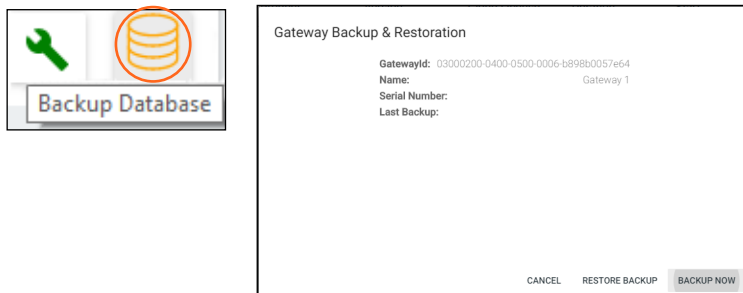 Backup Database
Gateway Backup & Restoration
GatewayId: 03000200-0400-0500-0006-b898b0057e64
Name: Gateway 1
Serial Number:
Last Backup:
CANCEL RESTORE BACKUP BACKUP NOW